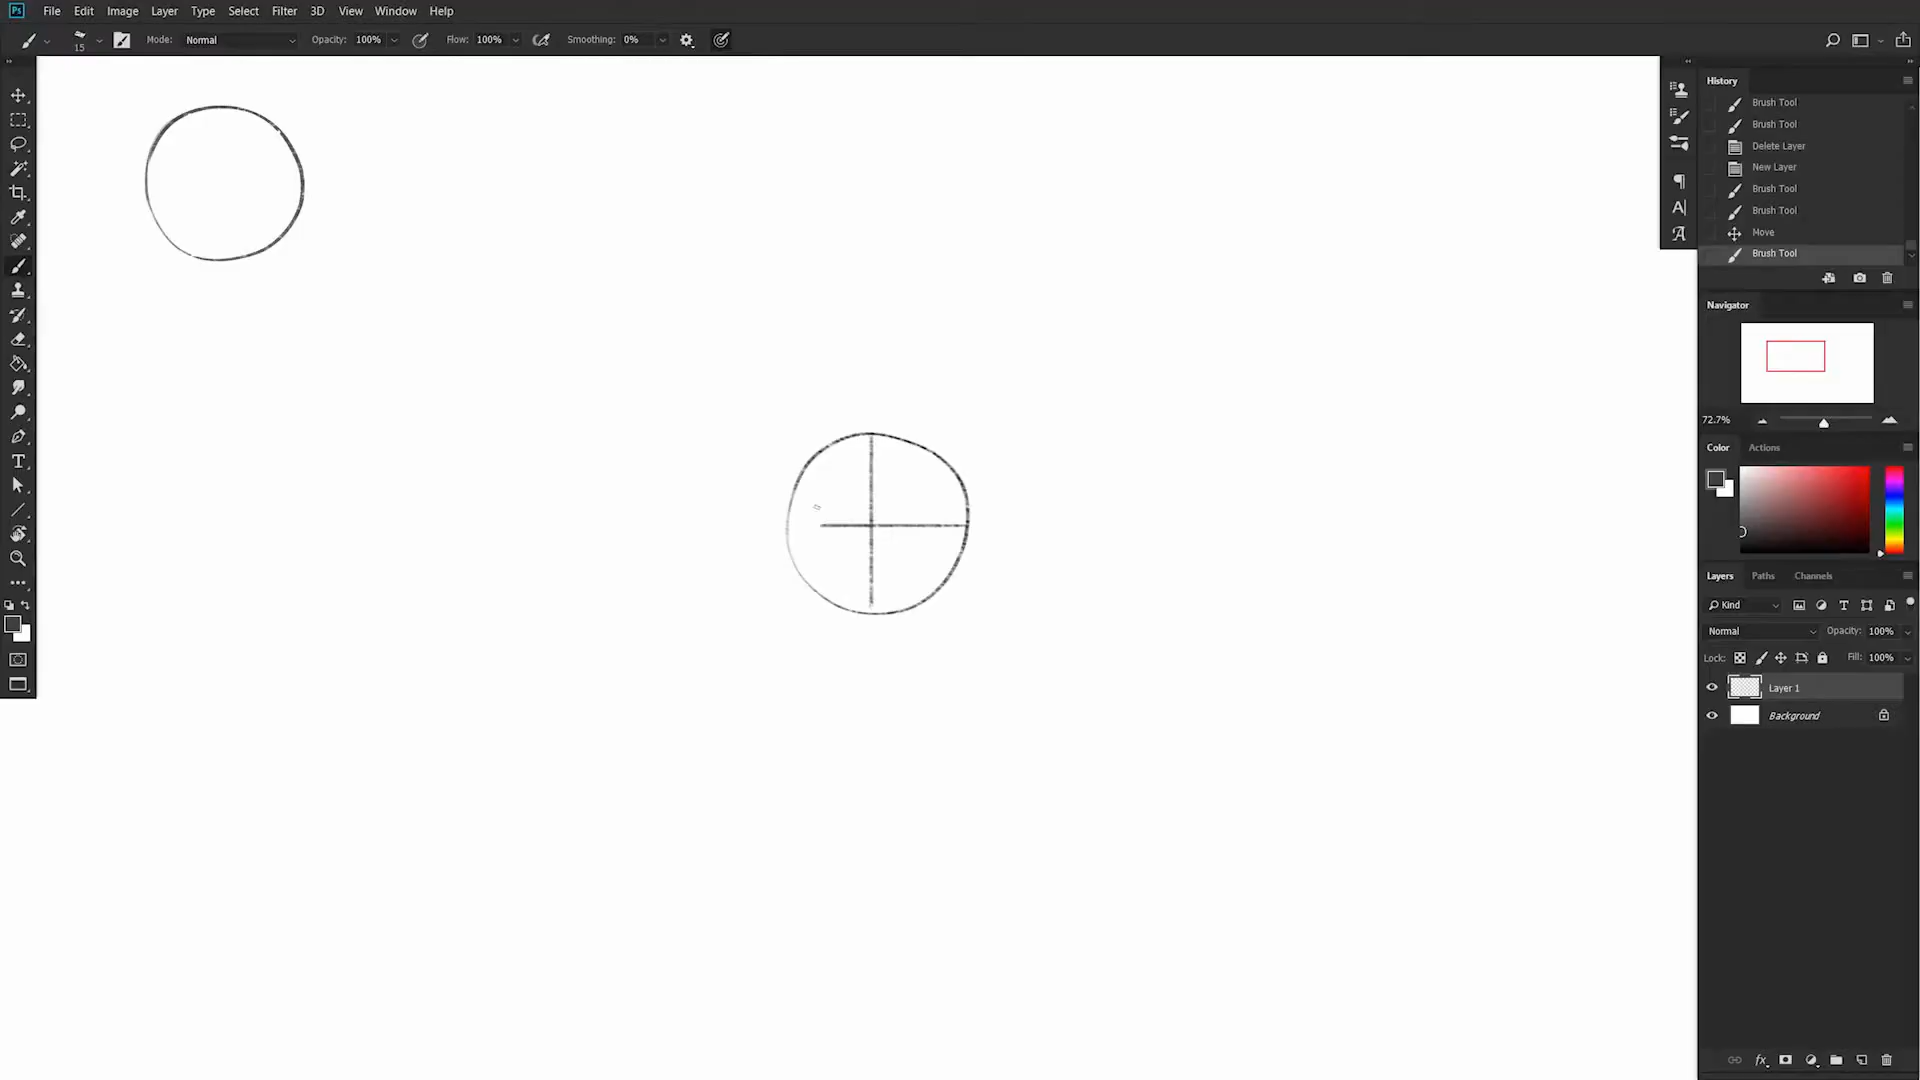 Ps File Edit Image Layer Type Select Filter 3D View Window Help
15 Mode: Normal Opacity: 100% Flow: 100% Smoothing: 0%
History
Brush Tool
Brush Tool
Delete Layer
New Layer
Brush Tool
Brush Tool
Move
Brush Tool
Navigator
72.7%
Color Actions
Layers Paths Channels
Kind
Normal Opacity: 100%
Lock: Fill: 100%
Layer 1
Background